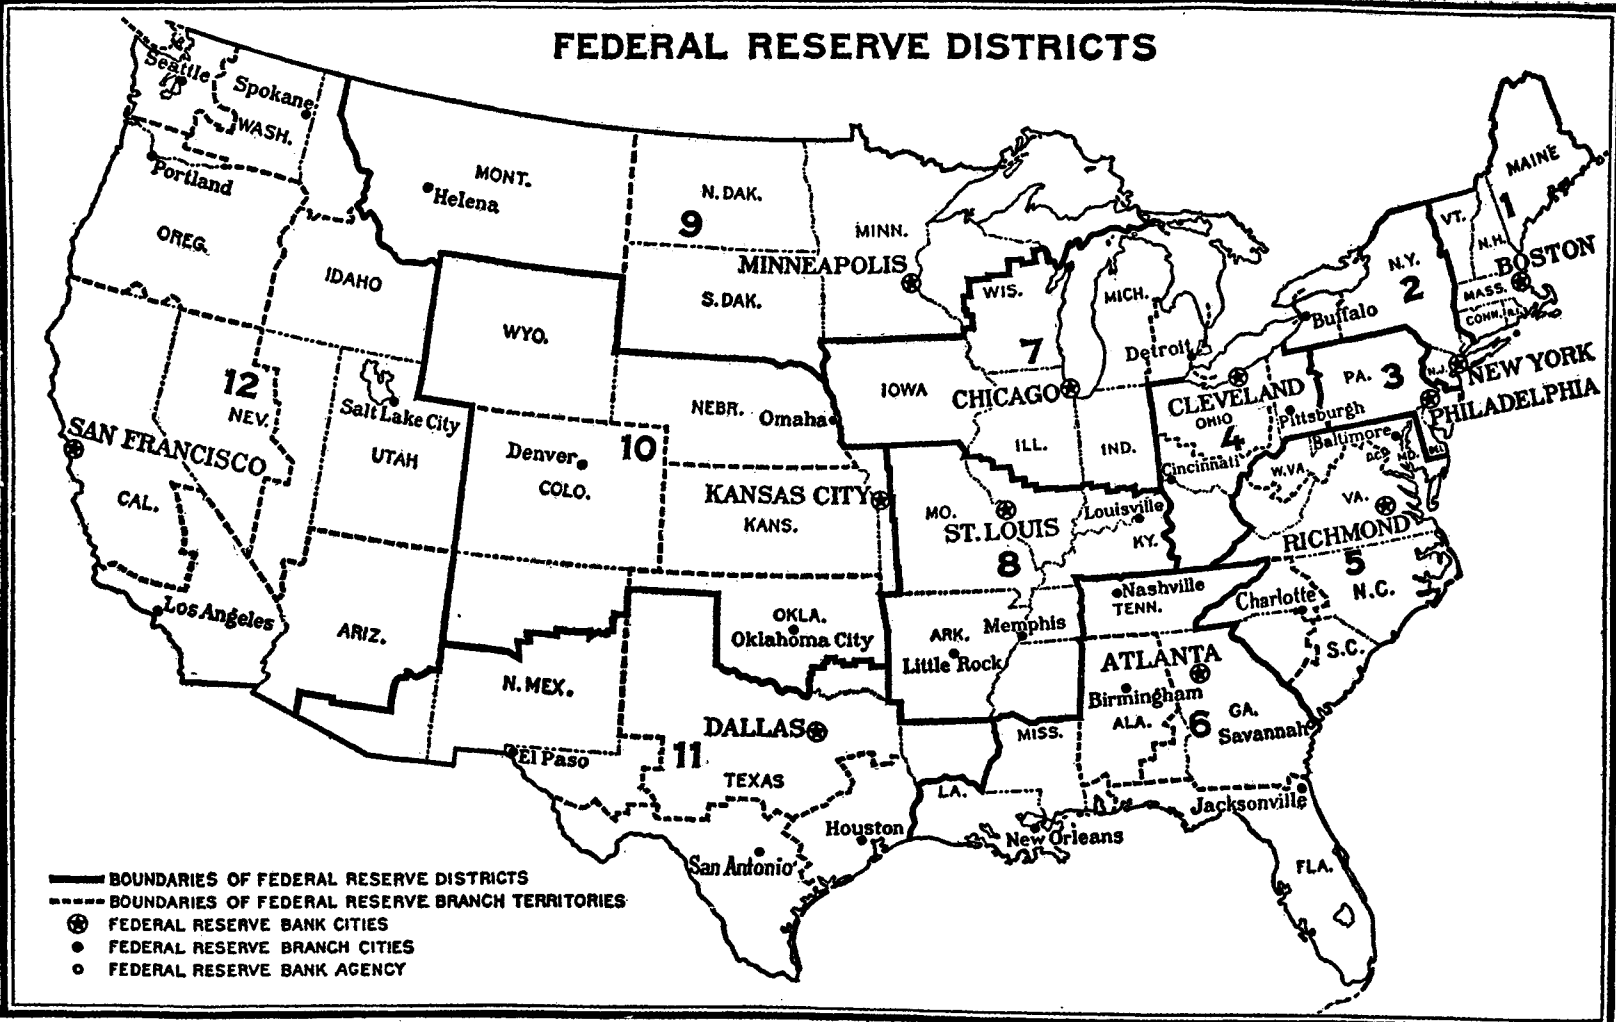 FEDERAL RESERVE DISTRICTS
Seattle
Spokane
WASH.
Portland
OREG.
MONT.
Helena
IDAHO
N. DAK.
9
MINN.
MINNEAPOLIS
S. DAK.
WYO.
WIS.
MICH.
7
Detroit
IOWA
CHICAGO
ILL.
IND.
MAINE
1
VT.
N.H.
BOSTON
MASS.
CONN.
R.I.
N.Y.
2
Buffalo
NEW YORK
N.J.
PA. 3
PHILADELPHIA
CLEVELAND
OHIO
4
Pittsburgh
Cincinnati
Baltimore
MD.
DEL.
W.VA.
VA.
RICHMOND
5
N.C.
Charlotte
S.C.
12
NEV.
Salt Lake City
UTAH
SAN FRANCISCO
CAL.
Los Angeles
ARIZ.
NEBR. Omaha
Denver
10
COLO.
KANSAS CITY
KANS.
MO.
ST. LOUIS
8
Louisville
KY.
Nashville
TENN.
Memphis
ARK.
Little Rock
OKLA.
Oklahoma City
N. MEX.
El Paso
DALLAS
11
TEXAS
Houston
San Antonio
LA.
New Orleans
MISS.
ATLANTA
Birmingham
ALA.
6
GA.
Savannah
Jacksonville
FLA.
BOUNDARIES OF FEDERAL RESERVE DISTRICTS
BOUNDARIES OF FEDERAL RESERVE BRANCH TERRITORIES
FEDERAL RESERVE BANK CITIES
FEDERAL RESERVE BRANCH CITIES
FEDERAL RESERVE BANK AGENCY